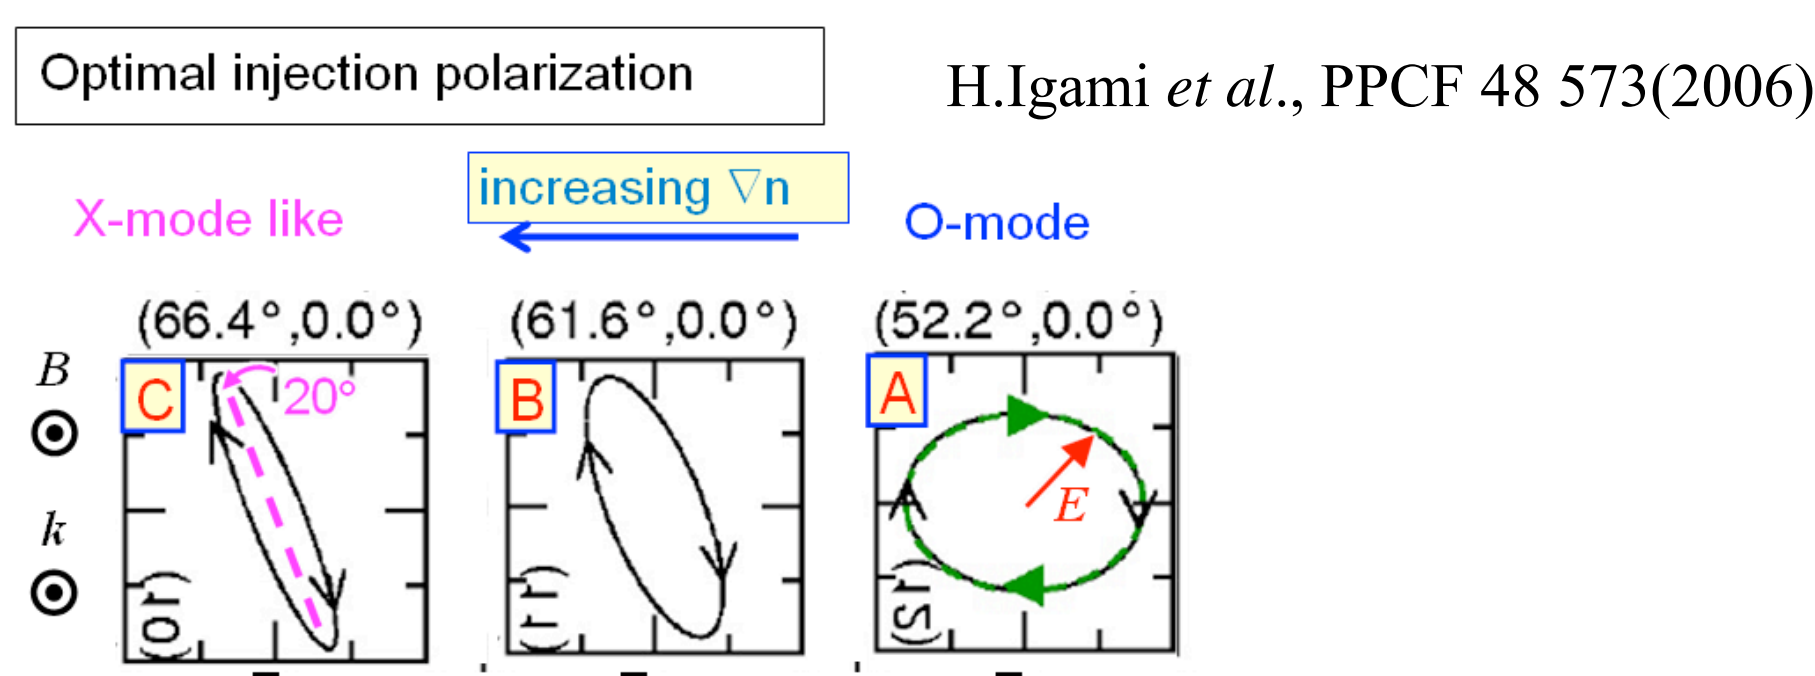 Optimal injection polarization
H.Igami et al., PPCF 48 573(2006)
increasing ∇n
X-mode like
O-mode
(66.4°,0.0°)
(61.6°,0.0°)
(52.2°,0.0°)
B
k
C
20°
B
A
E